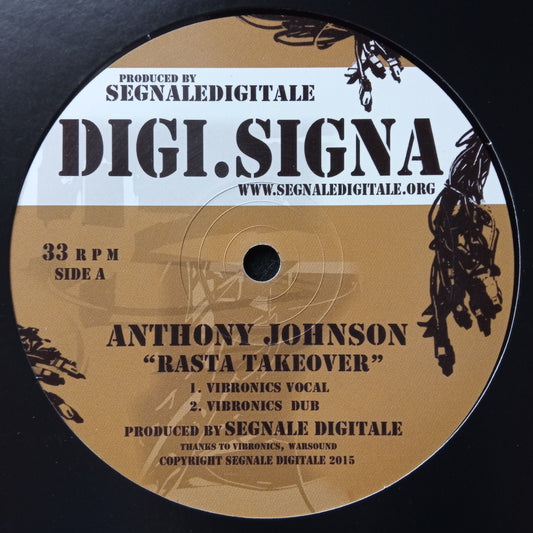 PRODUCED BY
SEGNALEDIGITALE
DIGI.SIGNA
WWW.SEGNALEDIGITALE.ORG
33 RPM
SIDE A
ANTHONY JOHNSON
“RASTA TAKEOVER”
1. VIBRONICS VOCAL
2. VIBRONICS DUB
PRODUCED BY SEGNALE DIGITALE
THANKS TO VIBRONICS, WARSOUND
COPYRIGHT SEGNALE DIGITALE 2015